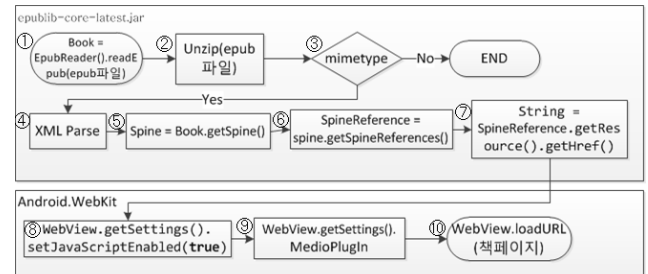 epublib-core-latest.jar
①
Book =
EpubReader().readE
pub(epub파일)
②
Unzip(epub
파일)
③
mimetype
No
END
Yes
④
XML Parse
⑤
Spine = Book.getSpine()
⑥
SpineReference =
spine.getSpineReferences()
⑦
String =
SpineReference.getRes
ource().getHref()
Android.WebKit
⑧
WebView.getSettings().
setJavaScriptEnabled(true)
⑨
WebView.getSettings().
MedioPlugIn
⑩
WebView.loadURL
(책페이지)